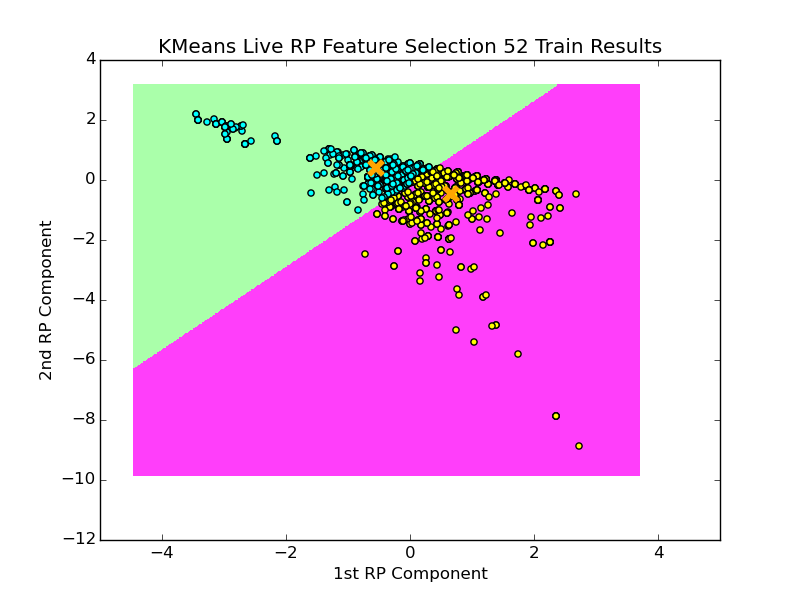 KMeans Live RP Feature Selection 52 Train Results
4
2
0
−2
−4
−6
−8
−10
−12
2nd RP Component
−4 −2 0 2 4
1st RP Component